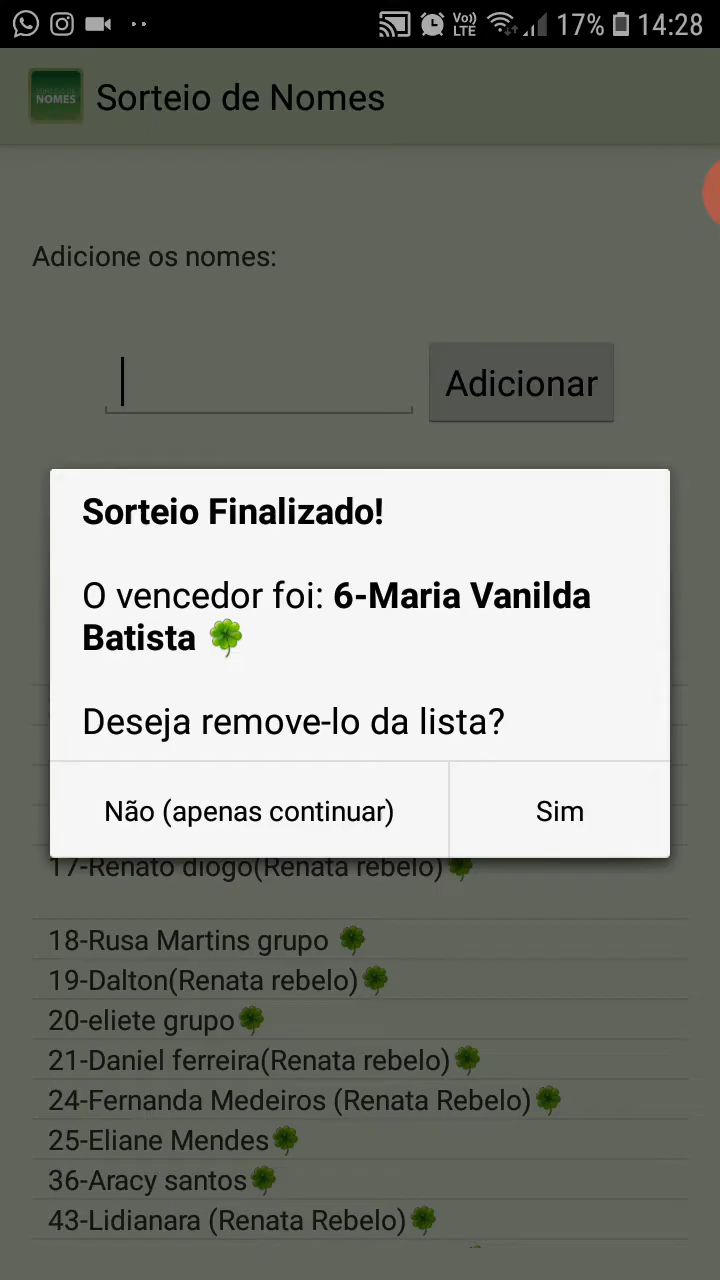 Vo))
LTE
17%
14:28
NOMES
Sorteio de Nomes
Adicione os nomes:
Adicionar
Sorteio Finalizado!
O vencedor foi: 6-Maria Vanilda
Batista 🍀
Deseja remove-lo da lista?
Não (apenas continuar)
Sim
17-Renato diogo(Renata rebelo)🍀
18-Rusa Martins grupo 🍀
19-Dalton(Renata rebelo)🍀
20-eliete grupo🍀
21-Daniel ferreira(Renata rebelo)🍀
24-Fernanda Medeiros (Renata Rebelo)🍀
25-Eliane Mendes🍀
36-Aracy santos🍀
43-Lidianara (Renata Rebelo)🍀